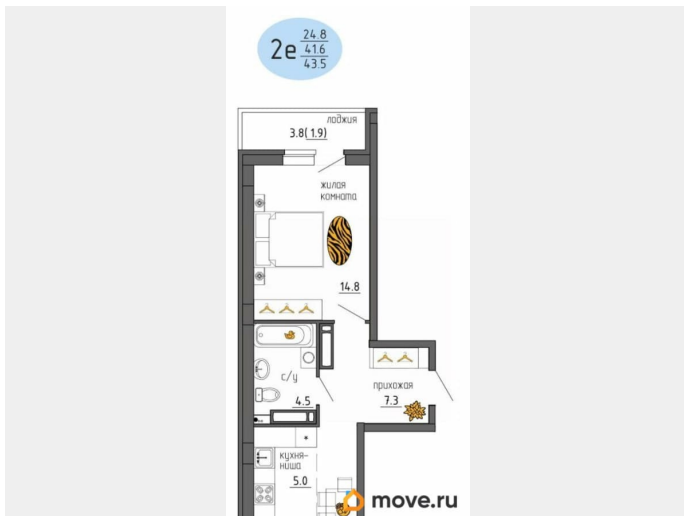 2е
24.8
41.6
43.5
лоджия
3.8( 1.9)
жилая
комната
14.8
с/у
4.5
прихожая
7.3
кухня-
ниша
5.0
move.ru